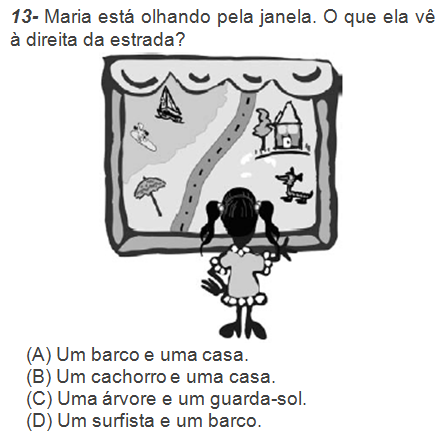 13- Maria está olhando pela janela. O que ela vê
à direita da estrada?
(A) Um barco e uma casa.
(B) Um cachorro e uma casa.
(C) Uma árvore e um guarda-sol.
(D) Um surfista e um barco.